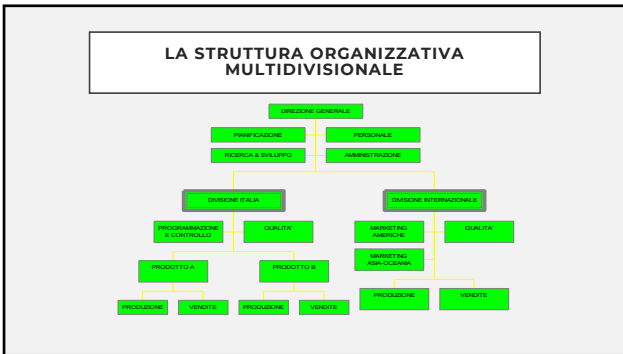 LA STRUTTURA ORGANIZZATIVA
MULTIDIVISIONALE
DIREZIONE GENERALE
PIANIFICAZIONE
PERSONALE
RICERCA & SVILUPPO
AMMINISTRAZIONE
DIVISIONE ITALIA
DIVISIONE INTERNAZIONALE
PROGRAMMAZIONE
E CONTROLLO
QUALITA'
MARKETING
AMERICHE
QUALITA'
MARKETING
ASIA-OCEANIA
PRODOTTO A
PRODOTTO B
PRODUZIONE
VENDITE
PRODUZIONE
VENDITE
PRODUZIONE
VENDITE